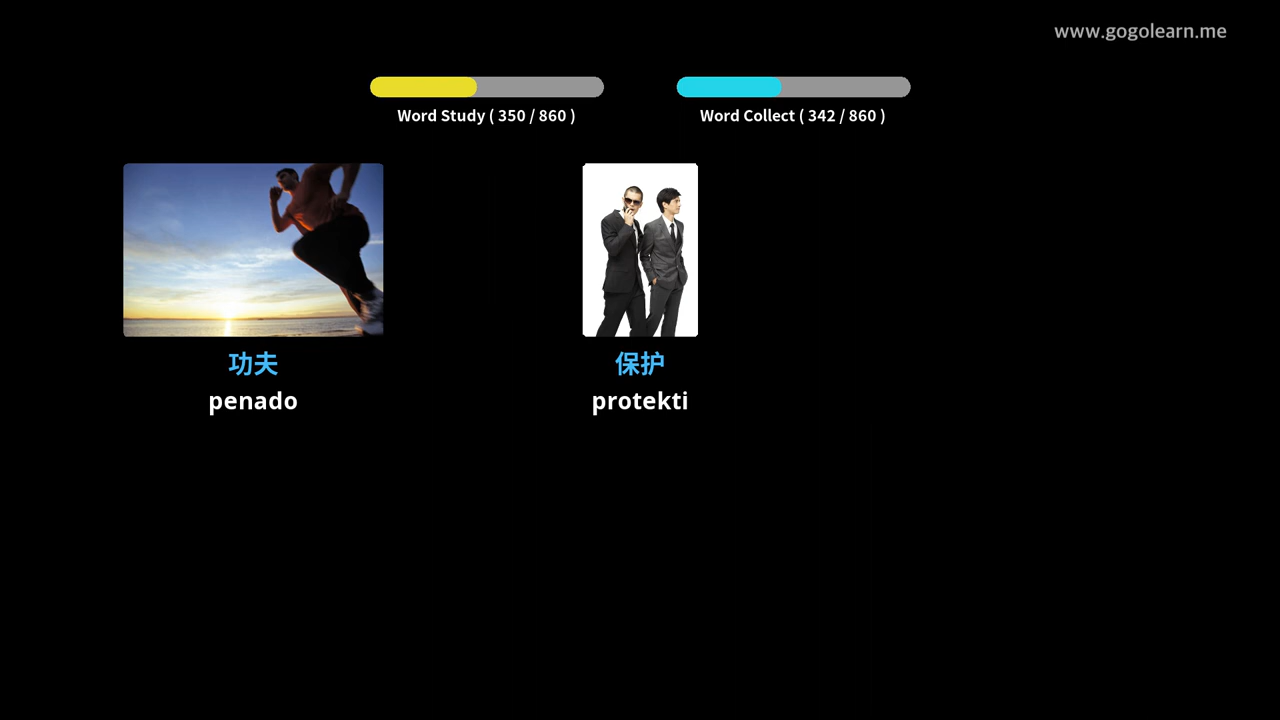 www.gogolearn.me
Word Study ( 350 / 860 )
Word Collect ( 342 / 860 )
功夫
penado
保护
protekti